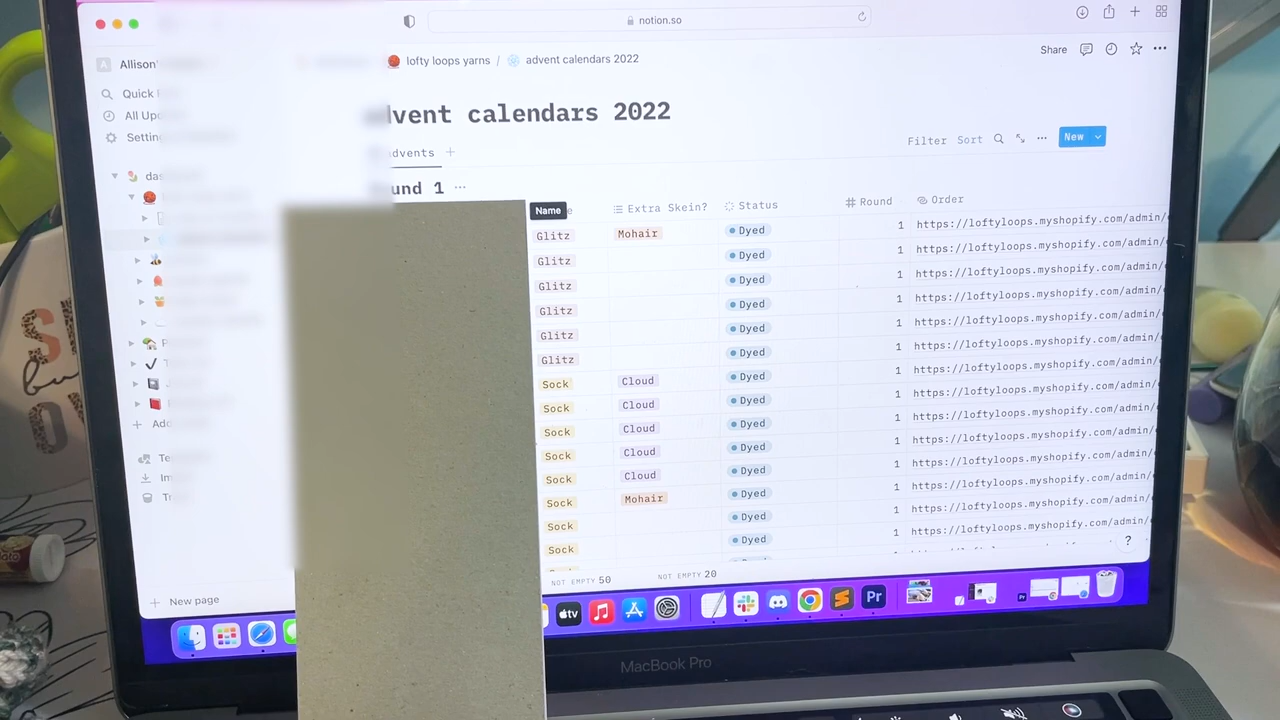 notion.so
Allison'
lofty loops yarns / advent calendars 2022
Share
Quick
All Up
Settin
advent calendars 2022
Filter Sort New
advents
und 1
Name
Extra Skein? Status Round Order
Glitz Mohair Dyed 1 https://loftyloops.myshopify.com/admin/
Glitz Dyed 1 https://loftyloops.myshopify.com/admin/
Glitz Dyed 1 https://loftyloops.myshopify.com/admin/
Glitz Dyed 1 https://loftyloops.myshopify.com/admin/
Glitz Dyed 1 https://loftyloops.myshopify.com/admin/
Glitz Dyed 1 https://loftyloops.myshopify.com/admin/
Sock Cloud Dyed 1 https://loftyloops.myshopify.com/admin/
Sock Cloud Dyed 1 https://loftyloops.myshopify.com/admin/
Sock Cloud Dyed 1 https://loftyloops.myshopify.com/admin/
Sock Cloud Dyed 1 https://loftyloops.myshopify.com/admin/
Sock Cloud Dyed 1 https://loftyloops.myshopify.com/admin/
Sock Mohair Dyed 1 https://loftyloops.myshopify.com/admin/
Sock Dyed 1 https://loftyloops.myshopify.com/admin/
Sock Dyed 1 https://loftyloops.myshopify.com/admin/
NOT EMPTY 50 NOT EMPTY 20
?
New page
tv
Pr
MacBook Pro